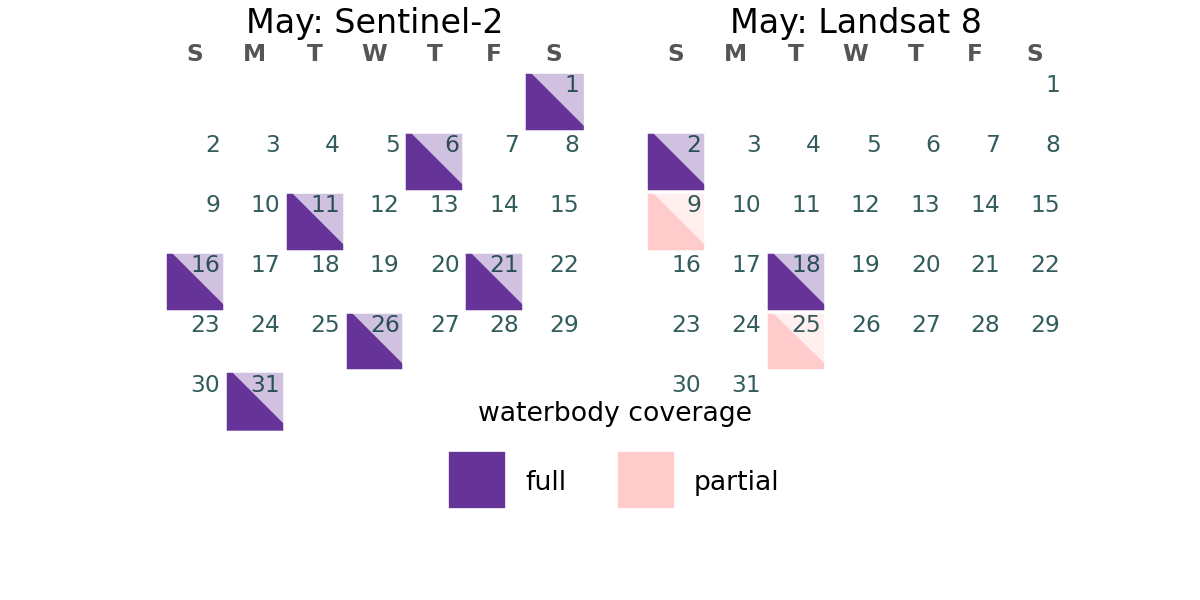 May: Sentinel-2
S M T W T F S
1
2 3 4 5 6 7 8
9 10 11 12 13 14 15
16 17 18 19 20 21 22
23 24 25 26 27 28 29
30 31
May: Landsat 8
S M T W T F S
1
2 3 4 5 6 7 8
9 10 11 12 13 14 15
16 17 18 19 20 21 22
23 24 25 26 27 28 29
30 31
waterbody coverage
full
partial